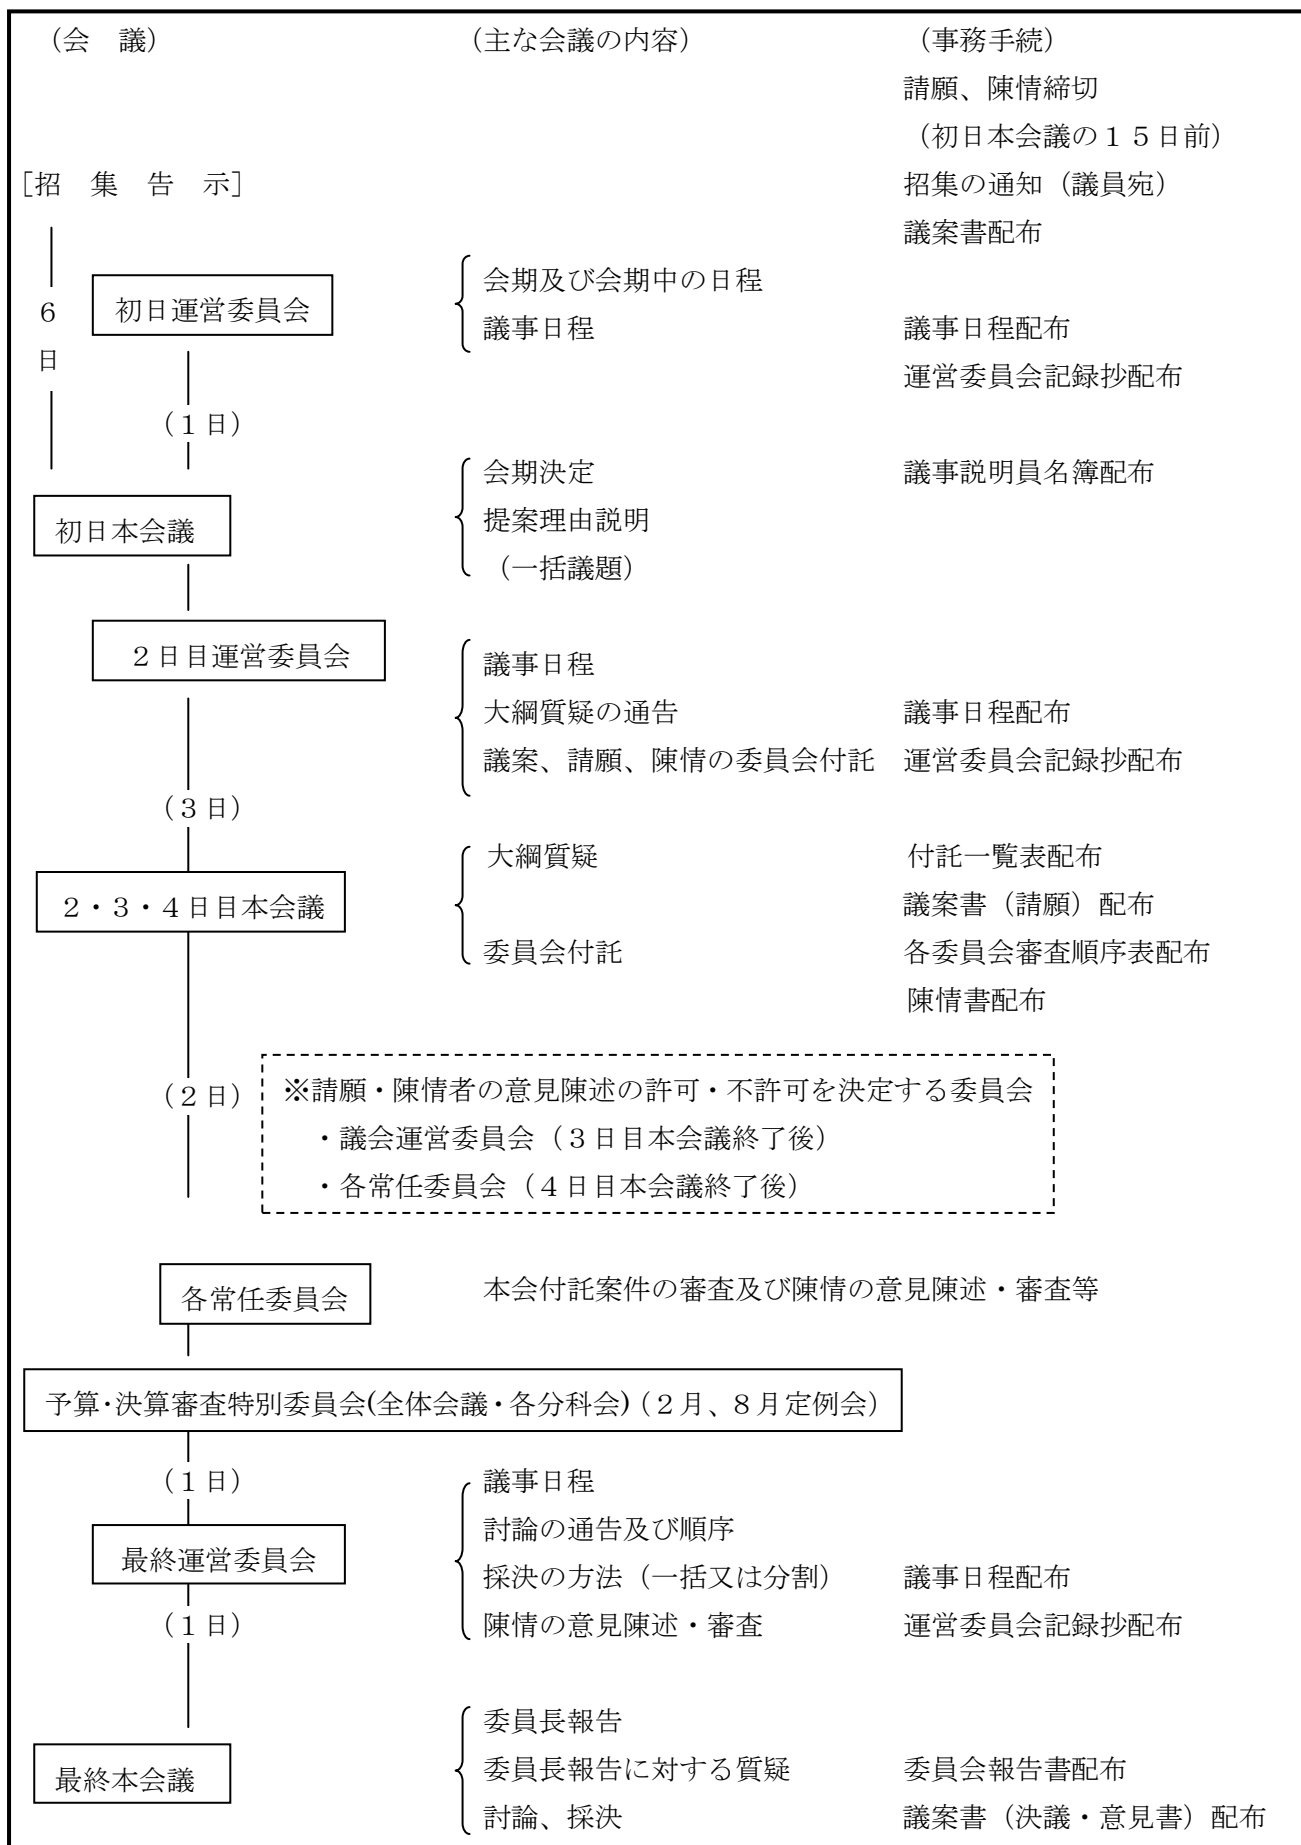 （会　議）　（主な会議の内容）　（事務手続）
請願、陳情締切
（初日本会議の１５日前）
［招　集　告　示］　招集の通知（議員宛）
議案書配布
会期及び会期中の日程
６　初日運営委員会　議事日程　議事日程配布
日　運営委員会記録抄配布
（１日）
会期決定　議事説明員名簿配布
初日本会議　提案理由説明
（一括議題）
２日目運営委員会　議事日程
大綱質疑の通告　議事日程配布
議案、請願、陳情の委員会付託　運営委員会記録抄配布
（３日）
大綱質疑　付託一覧表配布
２・３・４日目本会議　議案書（請願）配布
委員会付託　各委員会審査順序表配布
陳情書配布
（２日）　※請願・陳情者の意見陳述の許可・不許可を決定する委員会
・議会運営委員会（３日目本会議終了後）
・各常任委員会（４日目本会議終了後）
各常任委員会　本会付託案件の審査及び陳情の意見陳述・審査等
予算・決算審査特別委員会(全体会議・各分科会)（２月、８月定例会）
（１日）　議事日程
討論の通告及び順序
最終運営委員会　採決の方法（一括又は分割）　議事日程配布
（１日）　陳情の意見陳述・審査　運営委員会記録抄配布
委員長報告
最終本会議　委員長報告に対する質疑　委員会報告書配布
討論、採決　議案書（決議・意見書）配布